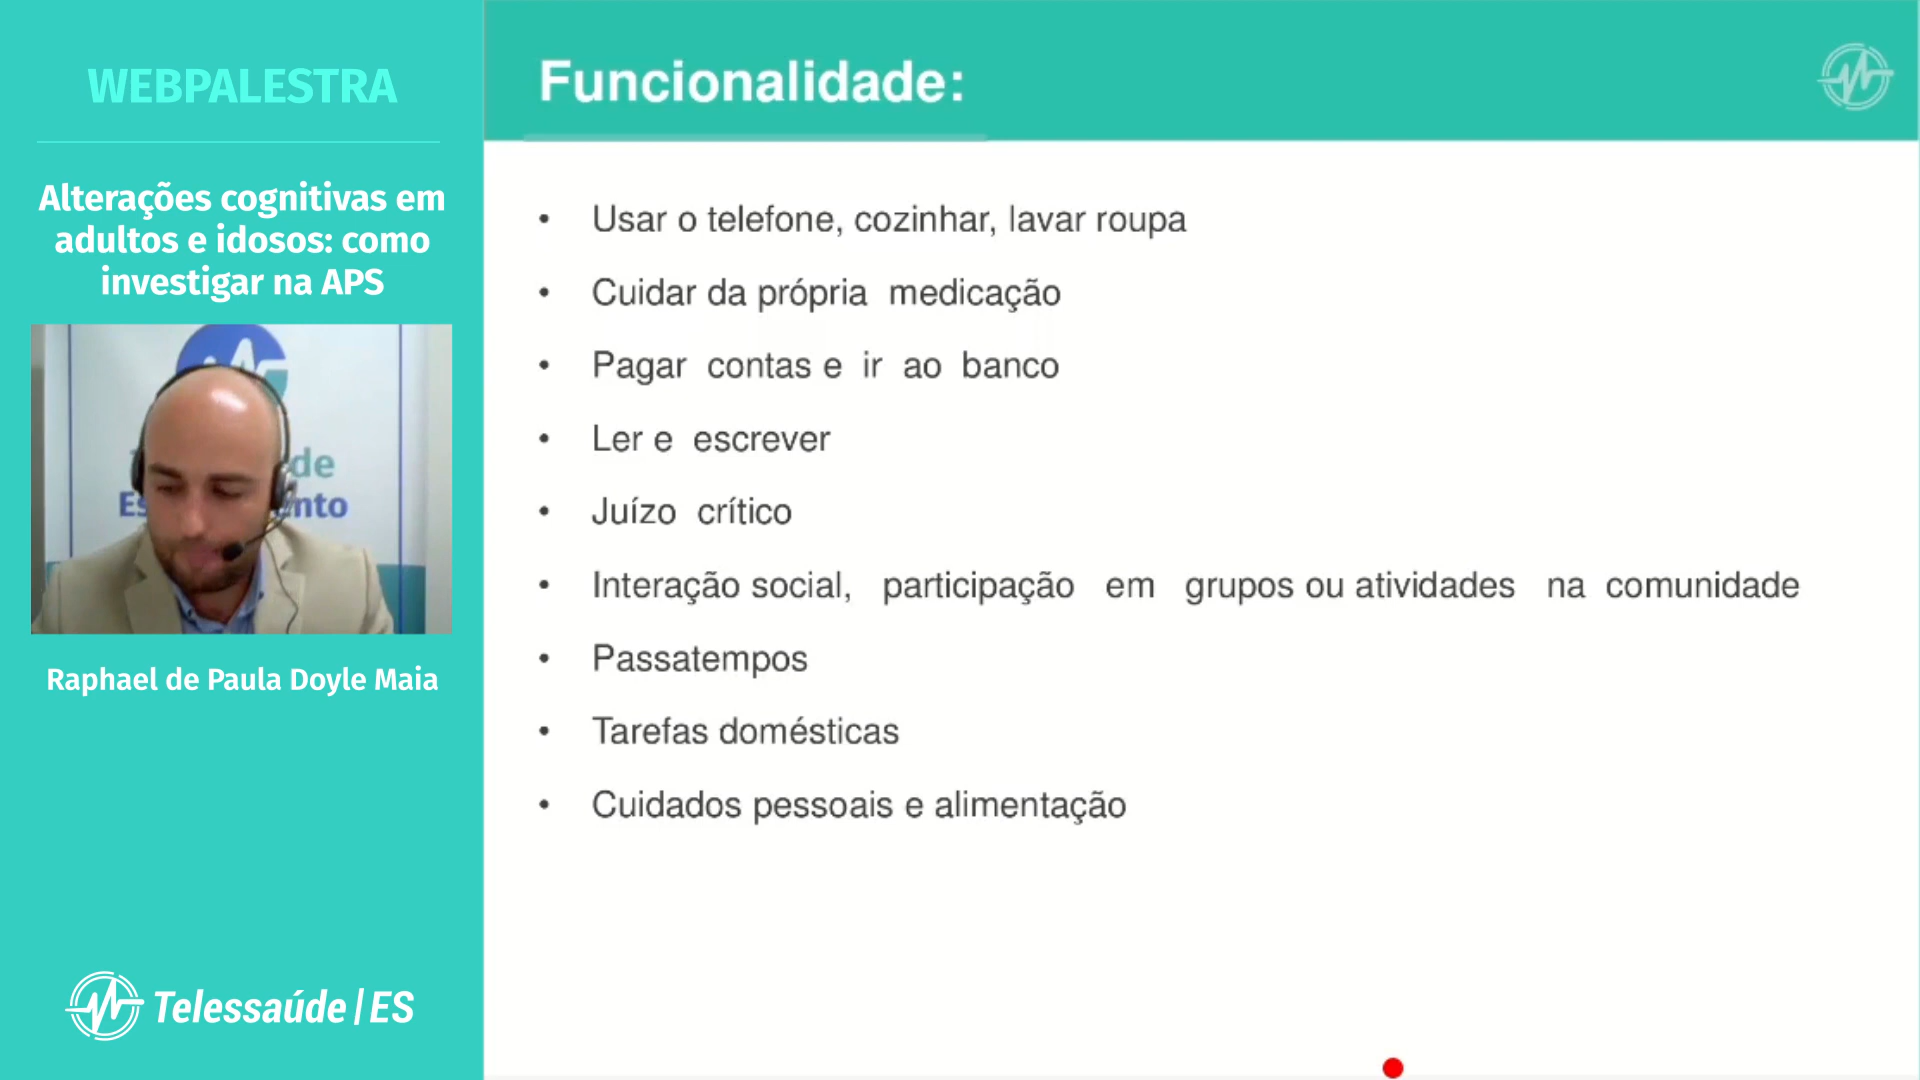 WEBPALESTRA
Alterações cognitivas em
adultos e idosos: como
investigar na APS
de
nto
Raphael de Paula Doyle Maia
Telessaúde|ES
Funcionalidade:
• Usar o telefone, cozinhar, lavar roupa
• Cuidar da própria medicação
• Pagar contas e ir ao banco
• Ler e escrever
• Juízo crítico
• Interação social, participação em grupos ou atividades na comunidade
• Passatempos
• Tarefas domésticas
• Cuidados pessoais e alimentação